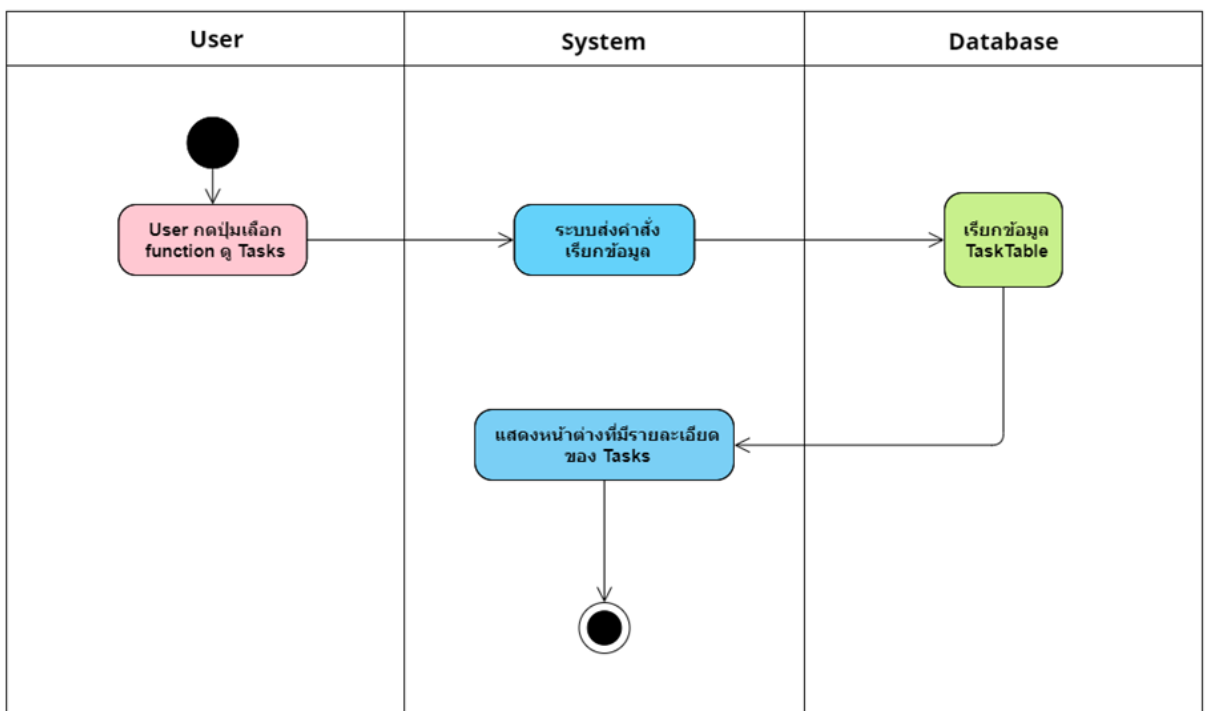 User
System
Database
User กดปุ่มเลือก
function ดู Tasks
ระบบส่งคำสั่ง
เรียกข้อมูล
เรียกข้อมูล
TaskTable
แสดงหน้าต่างที่มีรายละเอียด
ของ Tasks